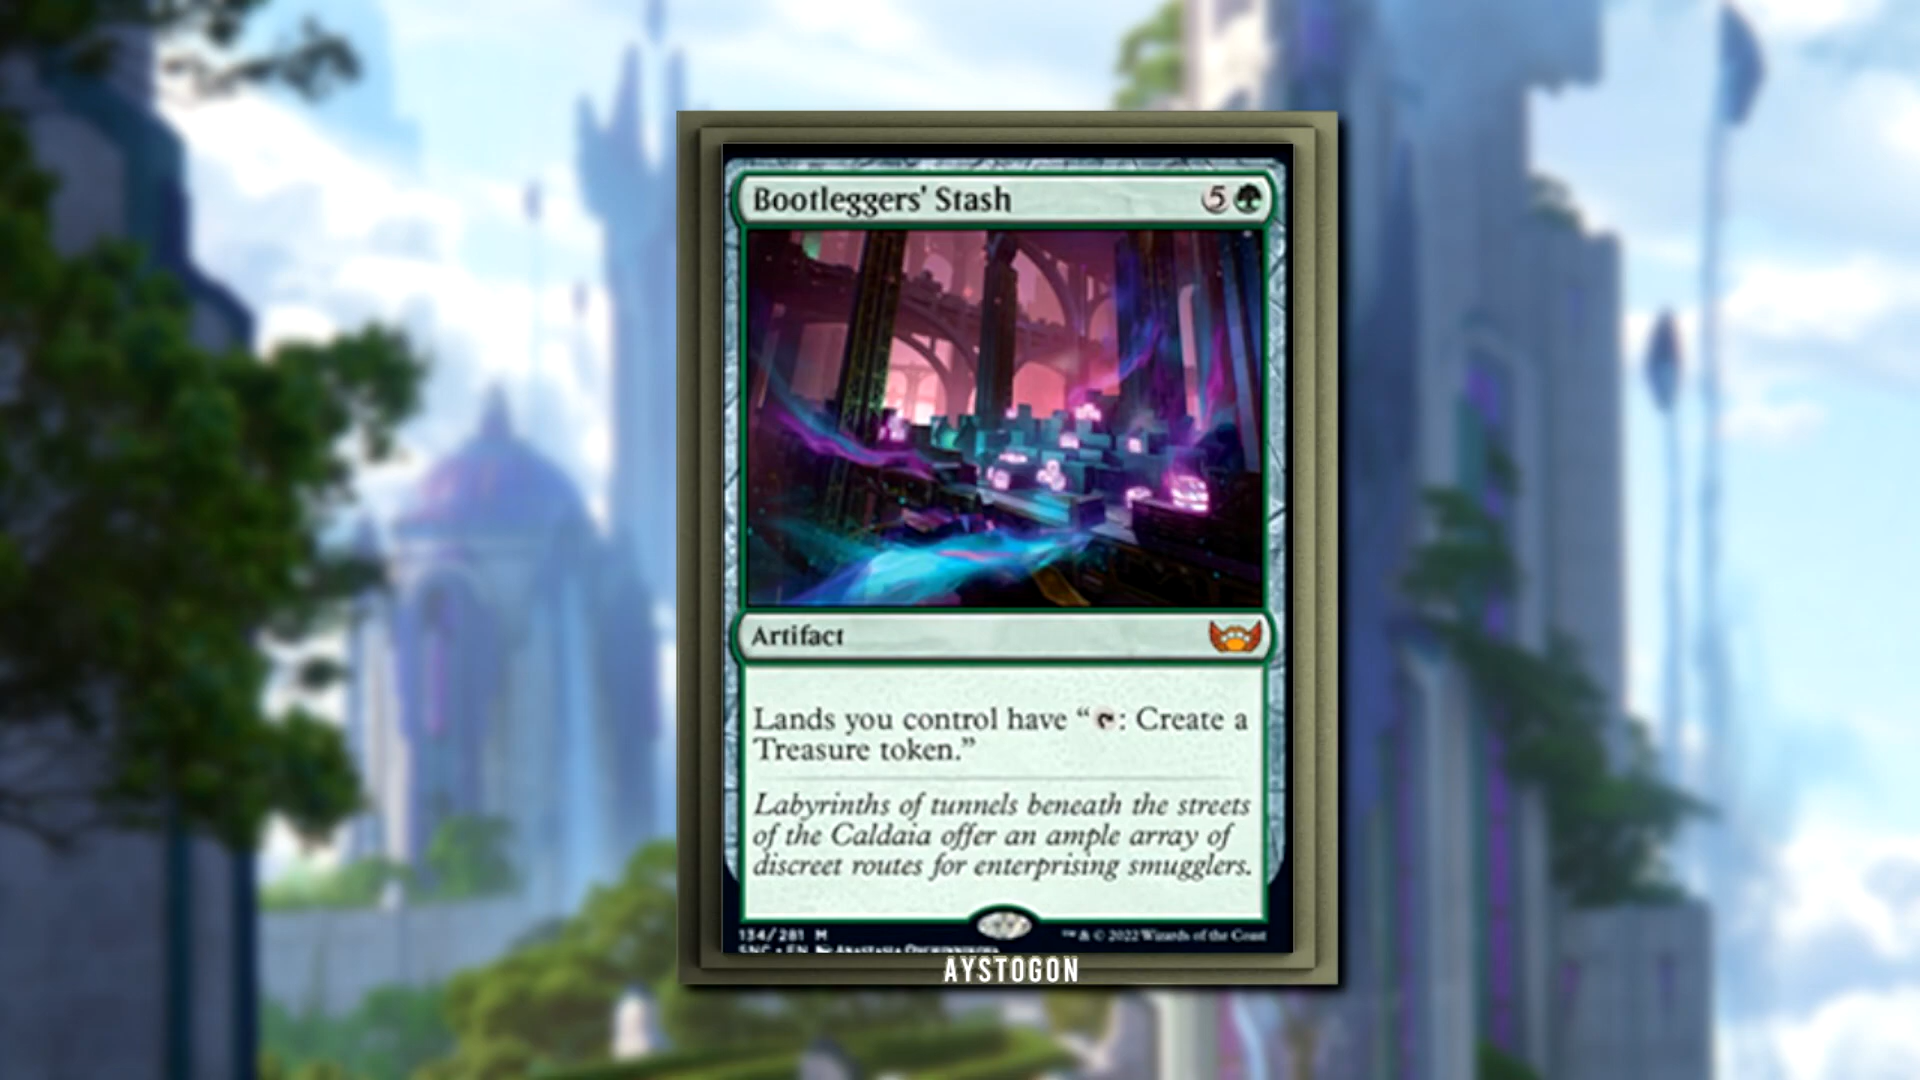 Bootleggers' Stash 5
Artifact
Lands you control have “ : Create a
Treasure token.”
Labyrinths of tunnels beneath the streets
of the Caldaia offer an ample array of
discreet routes for enterprising smugglers.
134/281 M
™ & © 2022 Wizards of the Coast
SNC • EN
AYSTOGON